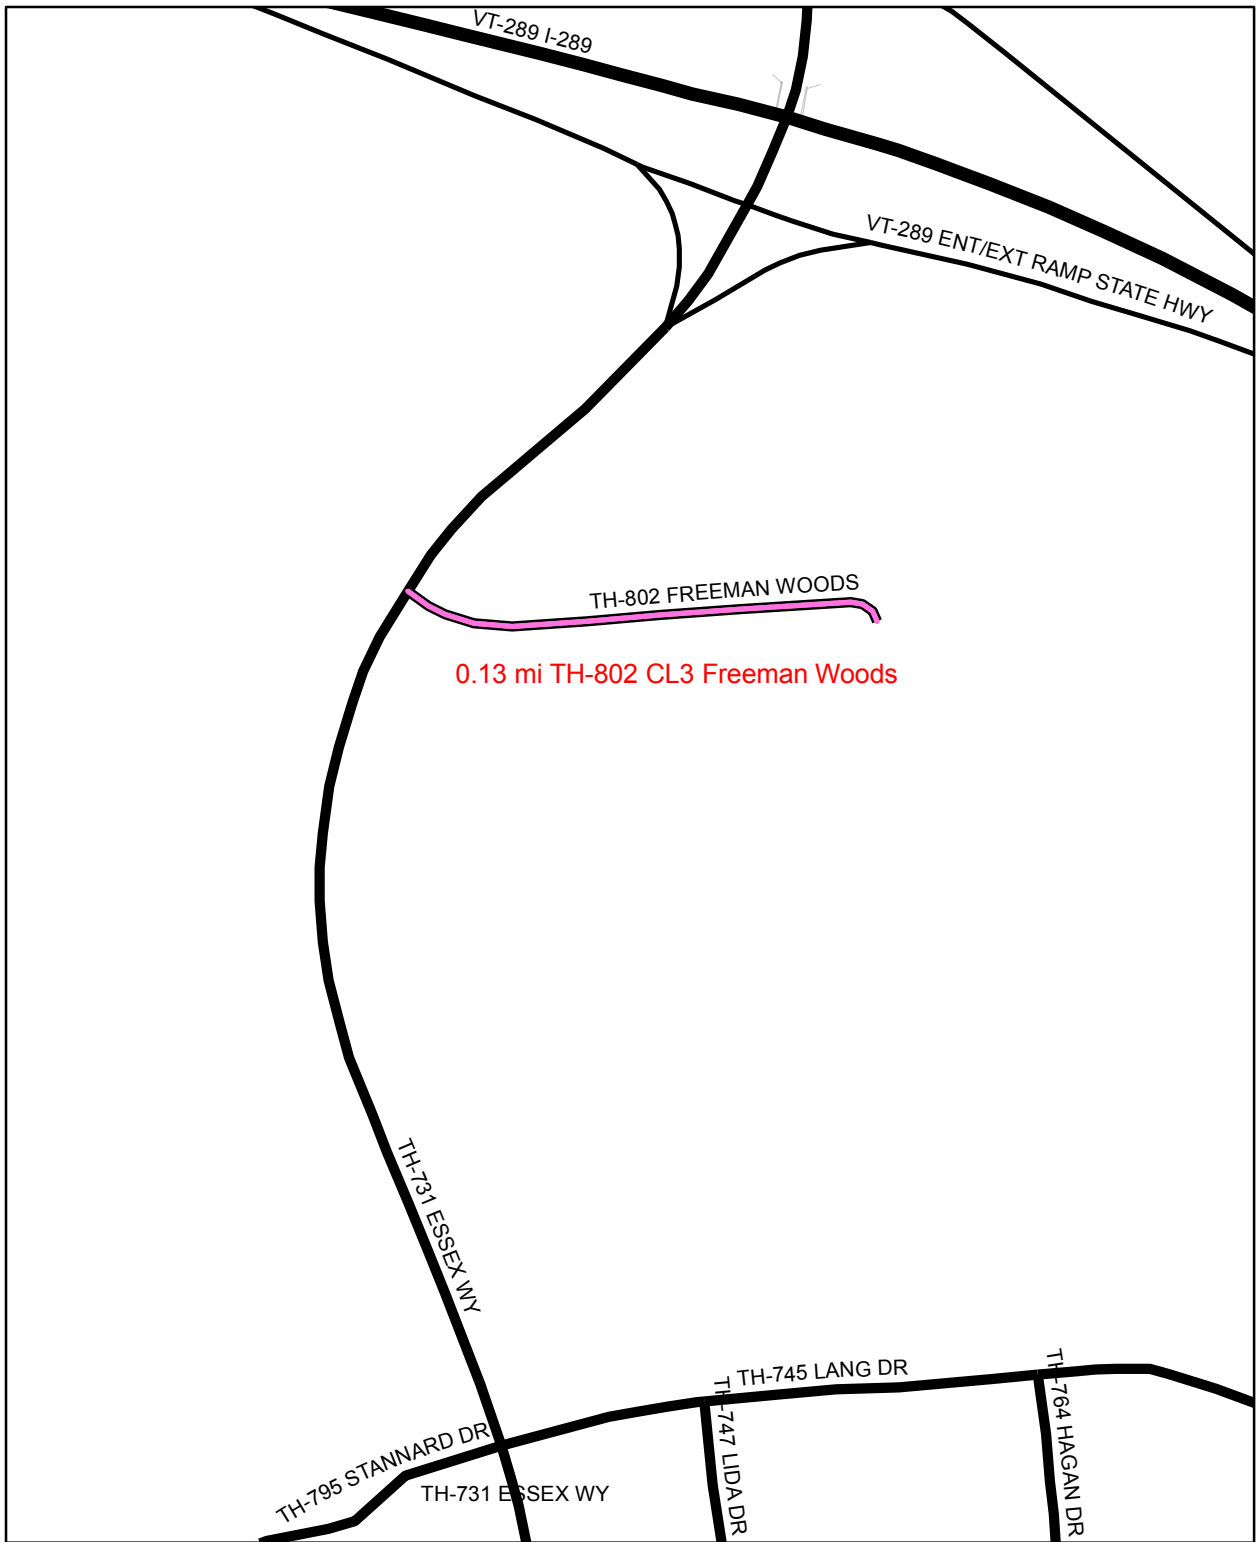 VT-289 I-289
VT-289 ENT/EXT RAMP STATE HWY
TH-802 FREEMAN WOODS
0.13 mi TH-802 CL3 Freeman Woods
TH-731 ESSEX WY
TH-745 LANG DR
TH-764 HAGAN DR
TH-747 LIDA DR
TH-795 STANNARD DR
TH-731 ESSEX WY